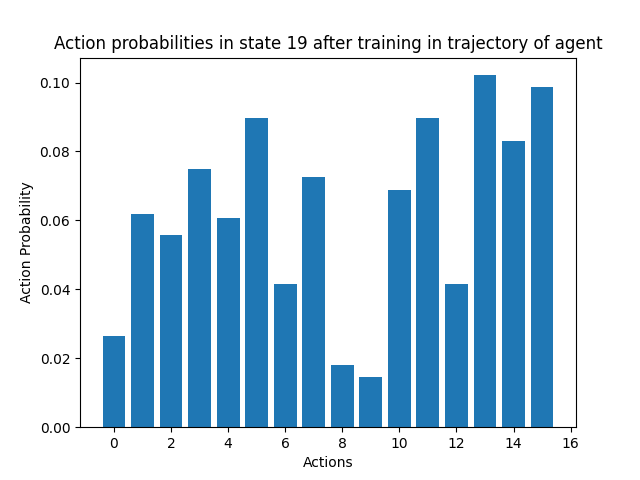 Action probabilities in state 19 after training in trajectory of agent
0.10
0.08
0.06
0.04
0.02
0.00
Action Probability
0 2 4 6 8 10 12 14 16
Actions